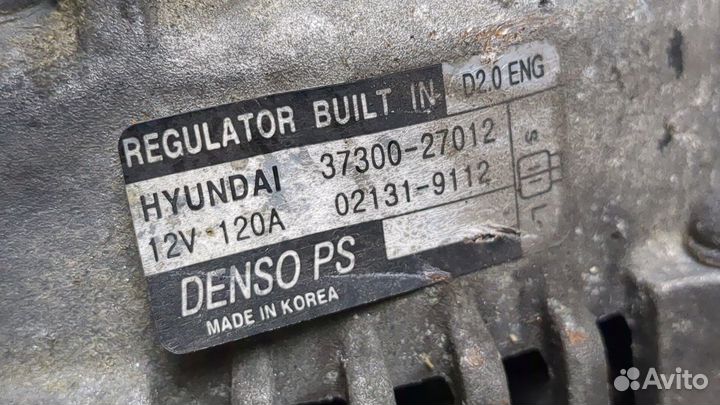 REGULATOR BUILT IN D2.0 ENG
HYUNDAI 37300-27012
12V 120A 02131-9112
S
L
DENSO PS
MADE IN KOREA
Avito